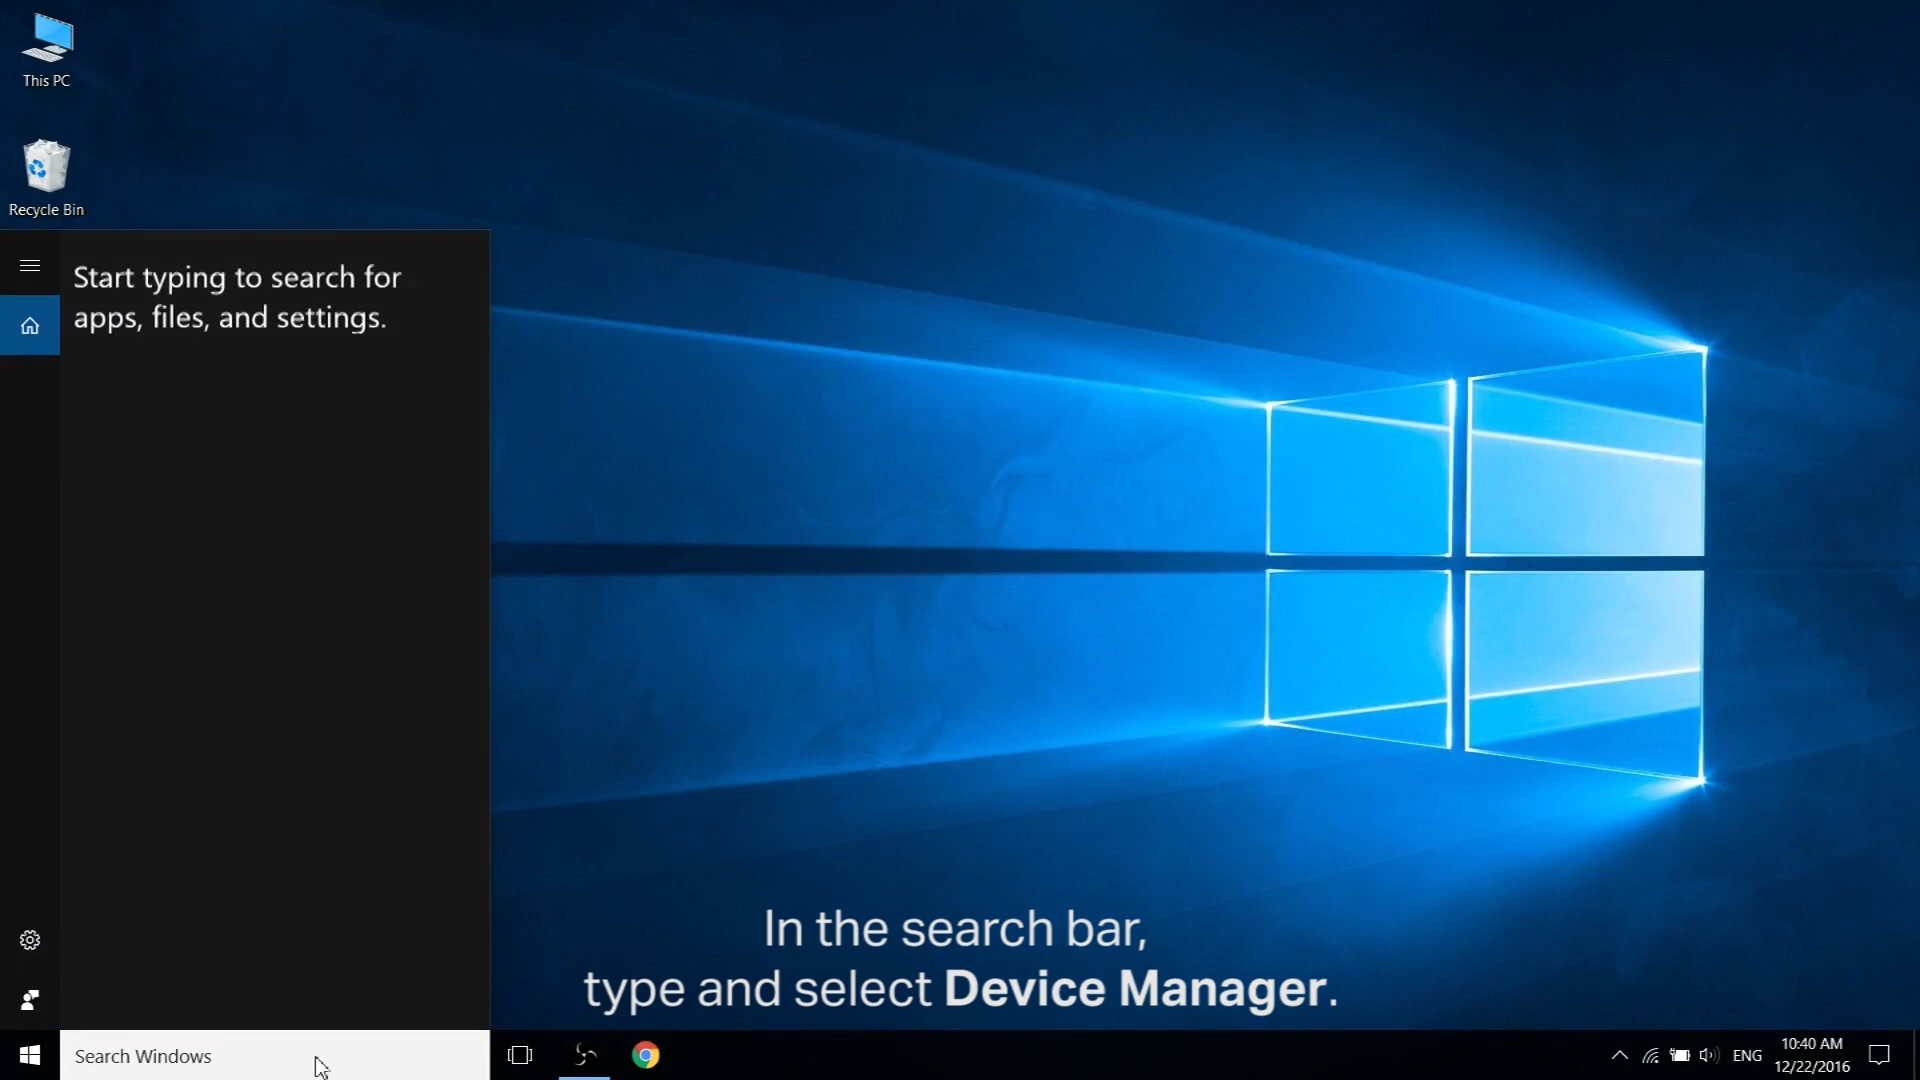 This PC
Recycle Bin
Start typing to search for
apps, files, and settings.
In the search bar,
type and select Device Manager.
Search Windows
ENG
10:40 AM
12/22/2016